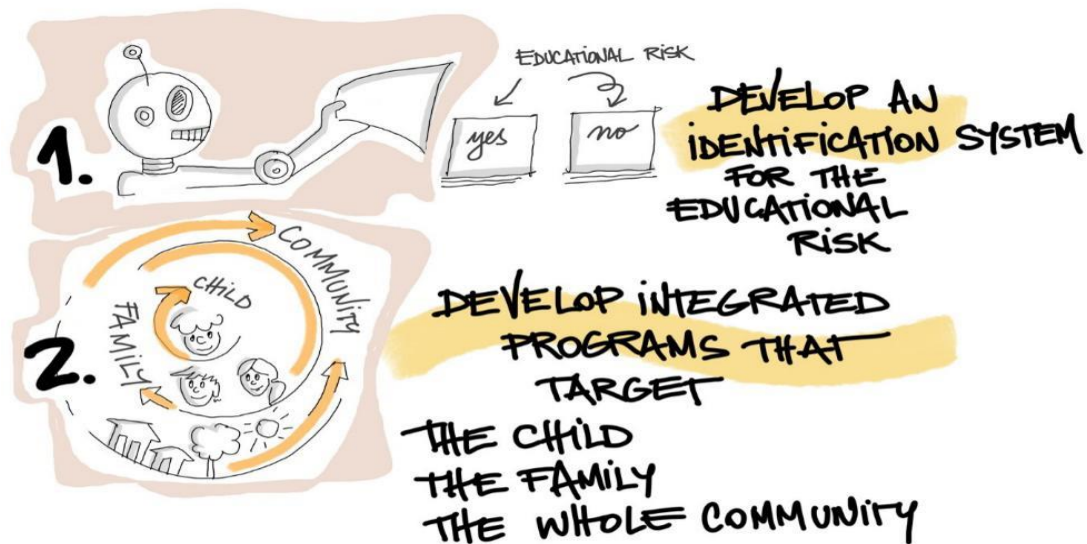 1.
EDUCATIONAL RISK
yes
no
DEVELOP AN
IDENTIFICATION SYSTEM
FOR THE
EDUCATIONAL
RISK
2.
COMMUNITY
CHILD
FAMILY
DEVELOP INTEGRATED
PROGRAMS THAT
TARGET
THE CHILD
THE FAMILY
THE WHOLE COMMUNITY